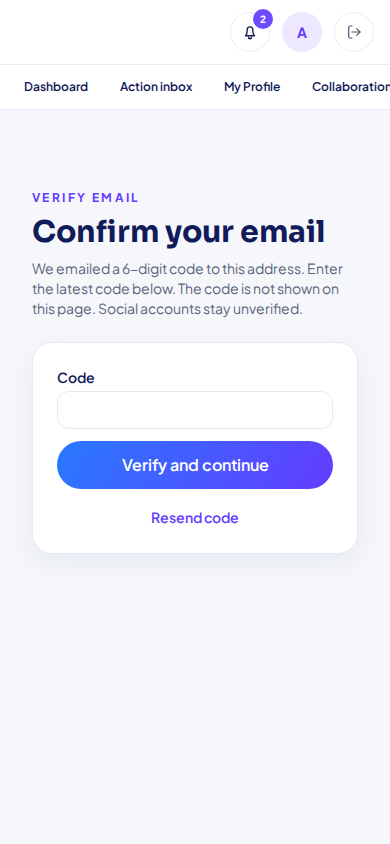 2
A
Dashboard
Action inbox
My Profile
Collaboration
VERIFY EMAIL
Confirm your email
We emailed a 6-digit code to this address. Enter
the latest code below. The code is not shown on
this page. Social accounts stay unverified.
Code
Verify and continue
Resend code